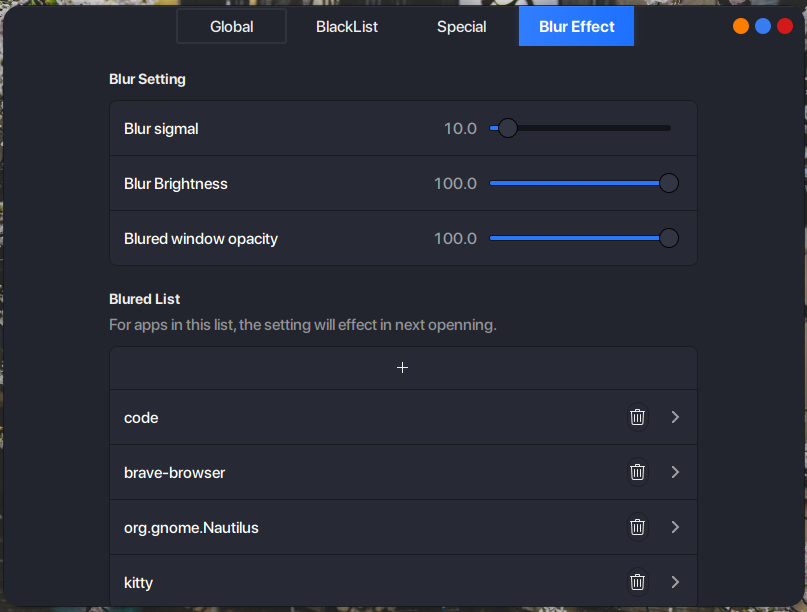 Global BlackList Special Blur Effect
Blur Setting
Blur sigmal 10.0
Blur Brightness 100.0
Blured window opacity 100.0
Blured List
For apps in this list, the setting will effect in next openning.
+
code
brave-browser
org.gnome.Nautilus
kitty